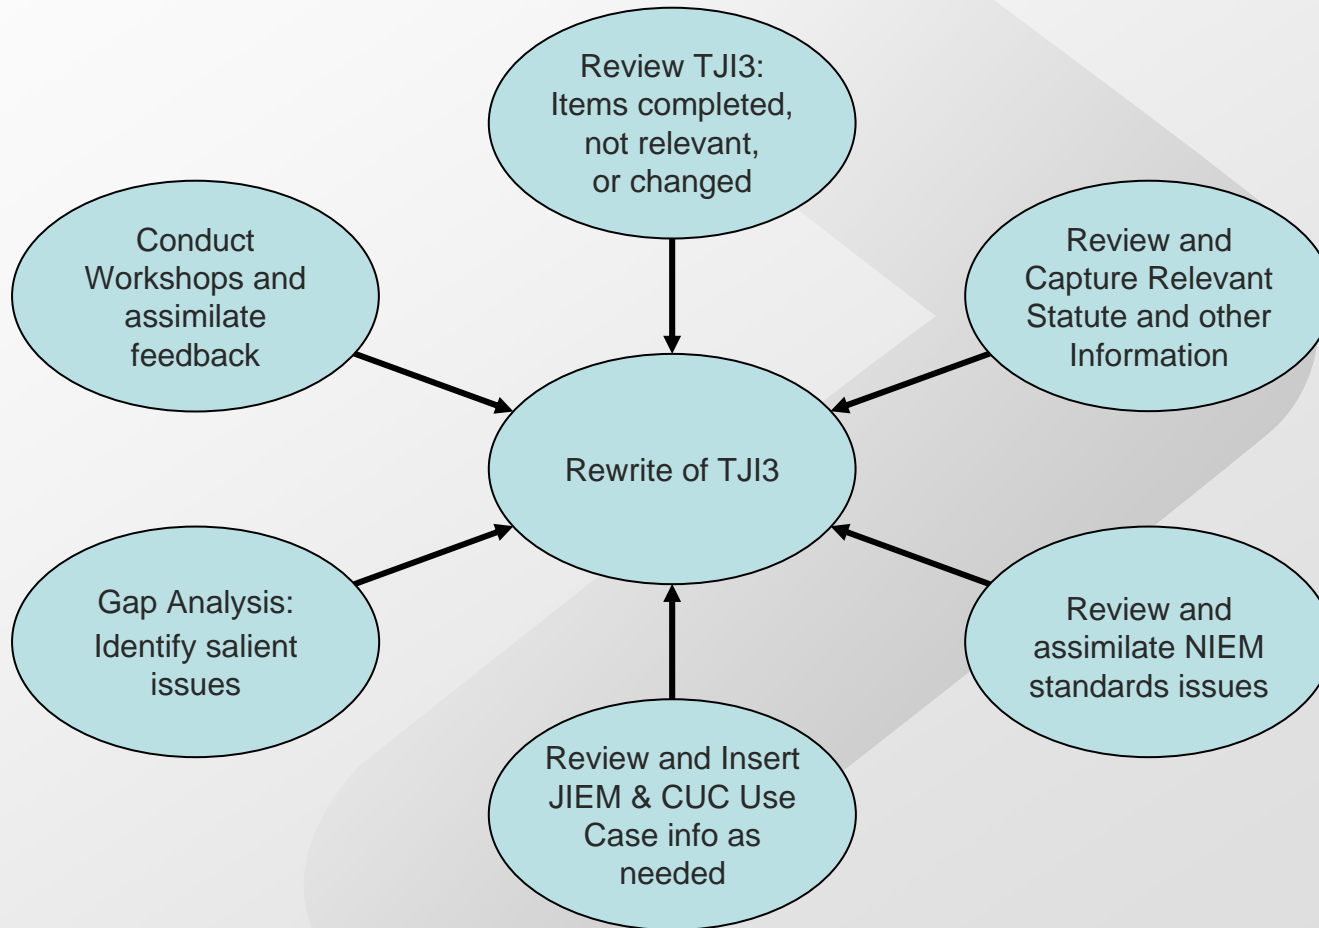 Review TJI3:
Items completed,
not relevant,
or changed
Conduct
Workshops and
assimilate
feedback
Review and
Capture Relevant
Statute and other
Information
Rewrite of TJI3
Gap Analysis:
Identify salient
issues
Review and
assimilate NIEM
standards issues
Review and Insert
JIEM & CUC Use
Case info as
needed